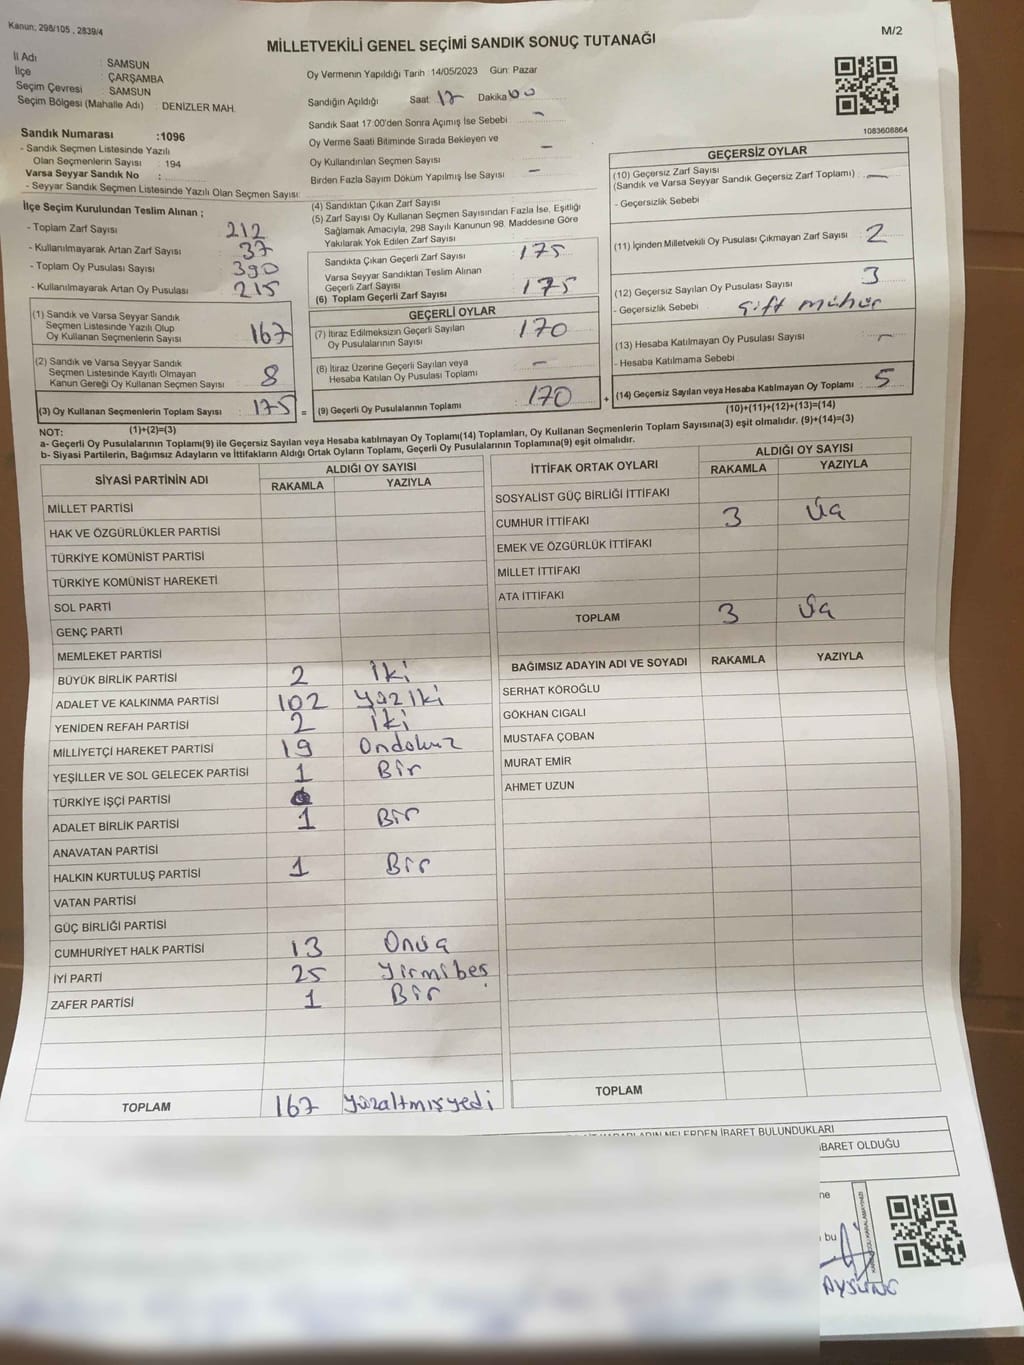 Kanun; 298/105 , 2839/4
M/2
MİLLETVEKİLİ GENEL SEÇİMİ SANDIK SONUÇ TUTANAĞI
İl Adı : SAMSUN
İlçe : ÇARŞAMBA
Seçim Çevresi : SAMSUN
Seçim Bölgesi (Mahalle Adı) : DENİZLER MAH.
Sandık Numarası :1096
- Sandık Seçmen Listesinde Yazılı
Olan Seçmenlerin Sayısı : 194
Varsa Seyyar Sandık No :
- Seyyar Sandık Seçmen Listesinde Yazılı Olan Seçmen Sayısı:
Oy Vermenin Yapıldığı Tarih :14/05/2023 Gün: Pazar
Sandığın Açıldığı Saat 17 Dakika 00
Sandık Saat 17:00'den Sonra Açımış İse Sebebi : -
Oy Verme Saati Bitiminde Sırada Bekleyen ve
Oy Kullandırılan Seçmen Sayısı : -
Birden Fazla Sayım Döküm Yapılmış İse Sayısı : -
1083608864
İlçe Seçim Kurulundan Teslim Alınan ;
- Toplam Zarf Sayısı : 212
- Kullanılmayarak Artan Zarf Sayısı : 37
- Toplam Oy Pusulası Sayısı : 390
- Kullanılmayarak Artan Oy Pusulası : 215
(1) Sandık ve Varsa Seyyar Sandık
Seçmen Listesinde Yazılı Olup
Oy Kullanan Seçmenlerin Sayısı : 167
(2) Sandık ve Varsa Seyyar Sandık
Seçmen Listesinde Kayıtlı Olmayan
Kanun Gereği Oy Kullanan Seçmen Sayısı : 8
(3) Oy Kullanan Seçmenlerin Toplam Sayısı : 175
(1)+(2)=(3)
(4) Sandıktan Çıkan Zarf Sayısı :
(5) Zarf Sayısı Oy Kullanan Seçmen Sayısından Fazla İse, Eşitliği
Sağlamak Amacıyla, 298 Sayılı Kanunun 98. Maddesine Göre
Yakılarak Yok Edilen Zarf Sayısı :
Sandıkta Çıkan Geçerli Zarf Sayısı : 175
Varsa Seyyar Sandıktan Teslim Alınan
Geçerli Zarf Sayısı :
(6) Toplam Geçerli Zarf Sayısı : 175
GEÇERLİ OYLAR
(7) İtiraz Edilmeksizin Geçerli Sayılan
Oy Pusulalarının Sayısı : 170
(8) İtiraz Üzerine Geçerli Sayılan veya
Hesaba Katılan Oy Pusulası Toplamı : -
= (9) Geçerli Oy Pusulalarının Toplamı : 170
GEÇERSİZ OYLAR
(10) Geçersiz Zarf Sayısı
(Sandık ve Varsa Seyyar Sandık Geçersiz Zarf Toplamı) : -
- Geçersizlik Sebebi
(11) İçinden Milletvekili Oy Pusulası Çıkmayan Zarf Sayısı : 2
(12) Geçersiz Sayılan Oy Pusulası Sayısı : 3
- Geçersizlik Sebebi Çift mühür
(13) Hesaba Katılmayan Oy Pusulası Sayısı : -
- Hesaba Katılmama Sebebi
+ (14) Geçersiz Sayılan veya Hesaba Katılmayan Oy Toplamı : 5
(10)+(11)+(12)+(13)=(14)
NOT:
a- Geçerli Oy Pusulalarının Toplamı(9) ile Geçersiz Sayılan veya Hesaba katılmayan Oy Toplamı(14) Toplamları, Oy Kullanan Seçmenlerin Toplam Sayısına(3) eşit olmalıdır. (9)+(14)=(3)
b- Siyasi Partilerin, Bağımsız Adayların ve İttifakların Aldığı Ortak Oyların Toplamı, Geçerli Oy Pusulalarının Toplamına(9) eşit olmalıdır.
SİYASİ PARTİNİN ADI ALDIĞI OY SAYISI
RAKAMLA YAZIYLA
MİLLET PARTİSİ
HAK VE ÖZGÜRLÜKLER PARTİSİ
TÜRKİYE KOMÜNİST PARTİSİ
TÜRKİYE KOMÜNİST HAREKETİ
SOL PARTİ
GENÇ PARTİ
MEMLEKET PARTİSİ
BÜYÜK BİRLİK PARTİSİ 2 İki
ADALET VE KALKINMA PARTİSİ 102 Yüziki
YENİDEN REFAH PARTİSİ 2 İki
MİLLİYETÇİ HAREKET PARTİSİ 19 Ondokuz
YEŞİLLER VE SOL GELECEK PARTİSİ 1 Bir
TÜRKİYE İŞÇİ PARTİSİ
ADALET BİRLİK PARTİSİ 1 Bir
ANAVATAN PARTİSİ
HALKIN KURTULUŞ PARTİSİ 1 Bir
VATAN PARTİSİ
GÜÇ BİRLİĞİ PARTİSİ
CUMHURİYET HALK PARTİSİ 13 Onüç
İYİ PARTİ 25 Yirmibeş
ZAFER PARTİSİ 1 Bir
TOPLAM 167 Yüzaltmışyedi
İTTİFAK ORTAK OYLARI ALDIĞI OY SAYISI
RAKAMLA YAZIYLA
SOSYALİST GÜÇ BİRLİĞİ İTTİFAKI
CUMHUR İTTİFAKI 3 Üç
EMEK VE ÖZGÜRLÜK İTTİFAKI
MİLLET İTTİFAKI
ATA İTTİFAKI
TOPLAM 3 Üç
BAĞIMSIZ ADAYIN ADI VE SOYADI RAKAMLA YAZIYLA
SERHAT KÖROĞLU
GÖKHAN CIGALI
MUSTAFA ÇOBAN
MURAT EMİR
AHMET UZUN
TOPLAM
NELERDEN İBARET BULUNDUKLARI
İBARET OLDUĞU
ne
bu